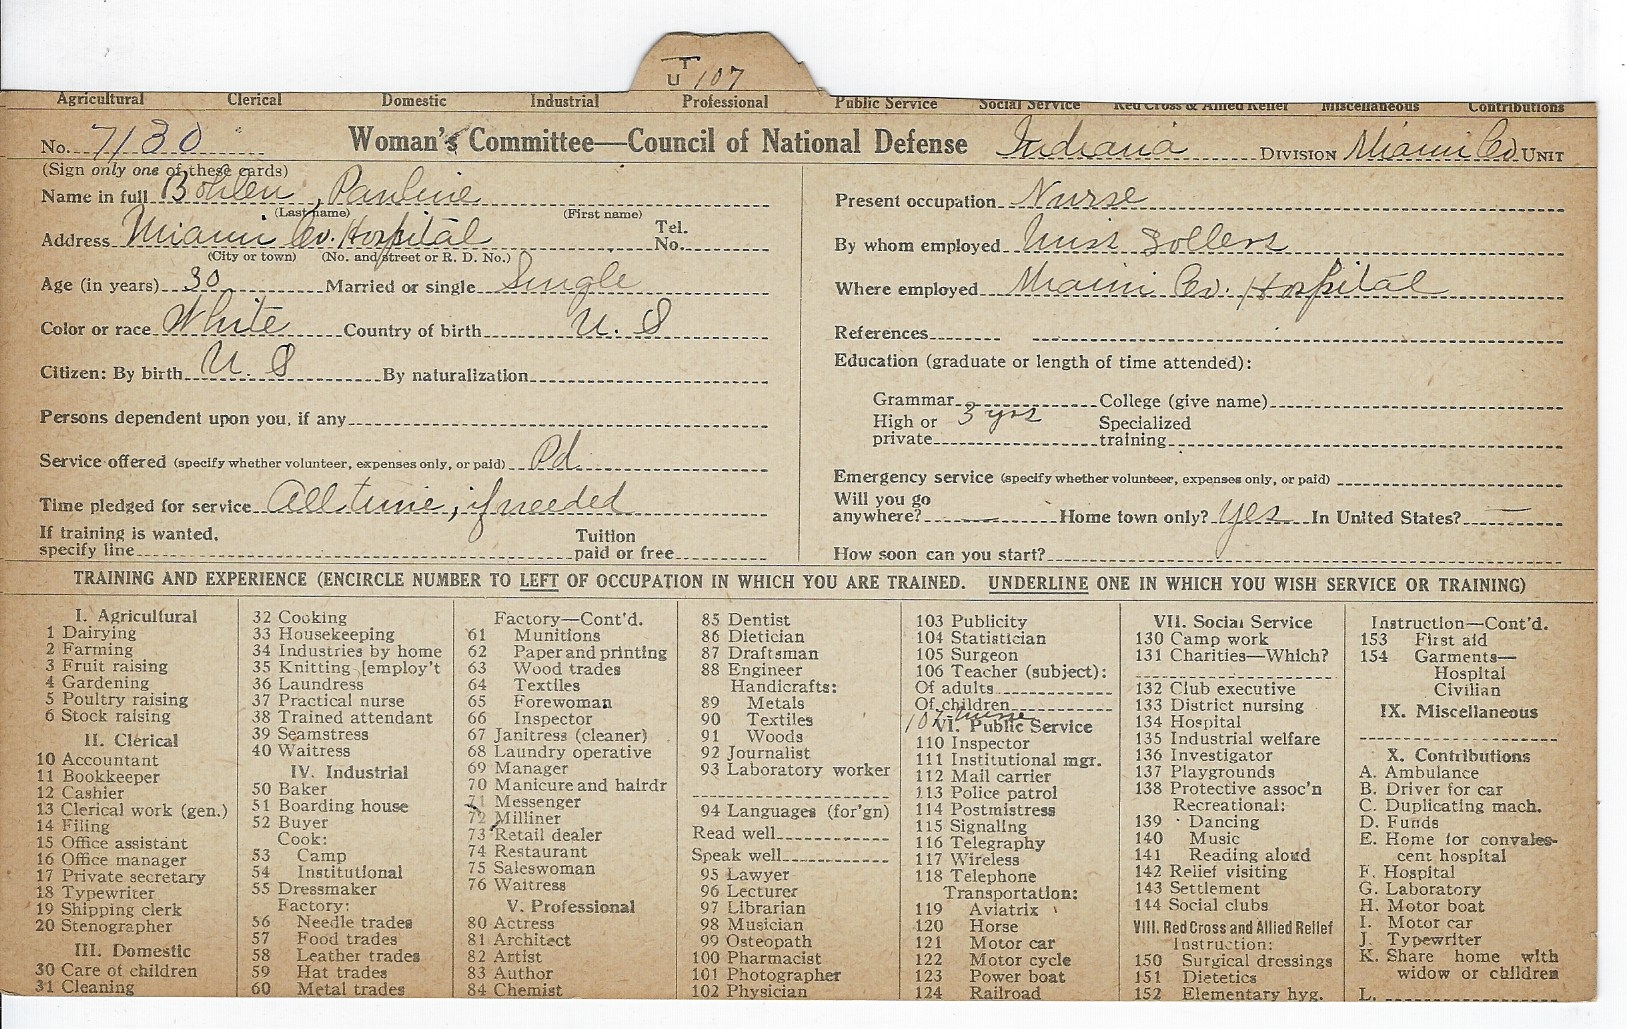 T
U 107
Agricultural Clerical Domestic Industrial Professional Public Service Social Service Red Cross & Allied Relief Miscellaneous Contributions
No. 7130 Woman's Committee—Council of National Defense Indiana DIVISION Miami Co. UNIT
(Sign only one of these cards)
Name in full Bohlen, Pauline
(Last name) (First name)
Address Miami Co. Hospital Tel. No.
(City or town) (No. and street or R. D. No.)
Age (in years) 30 Married or single Single
Color or race White Country of birth U. S
Citizen: By birth U. S By naturalization
Persons dependent upon you, if any
Service offered (specify whether volunteer, expenses only, or paid) Pd.
Time pledged for service All time, if needed
If training is wanted, specify line Tuition paid or free
Present occupation Nurse
By whom employed Miss Sollers
Where employed Miami Co. Hospital
References
Education (graduate or length of time attended):
Grammar College (give name)
High or private 3 yrs Specialized training
Emergency service (specify whether volunteer, expenses only, or paid)
Will you go anywhere? — Home town only? Yes In United States? —
How soon can you start?
TRAINING AND EXPERIENCE (ENCIRCLE NUMBER TO LEFT OF OCCUPATION IN WHICH YOU ARE TRAINED. UNDERLINE ONE IN WHICH YOU WISH SERVICE OR TRAINING)
I. Agricultural
1 Dairying
2 Farming
3 Fruit raising
4 Gardening
5 Poultry raising
6 Stock raising
II. Clerical
10 Accountant
11 Bookkeeper
12 Cashier
13 Clerical work (gen.)
14 Filing
15 Office assistant
16 Office manager
17 Private secretary
18 Typewriter
19 Shipping clerk
20 Stenographer
III. Domestic
30 Care of children
31 Cleaning
32 Cooking
33 Housekeeping
34 Industries by home
35 Knitting [employ't
36 Laundress
37 Practical nurse
38 Trained attendant
39 Seamstress
40 Waitress
IV. Industrial
50 Baker
51 Boarding house
52 Buyer
Cook:
53 Camp
54 Institutional
55 Dressmaker
Factory:
56 Needle trades
57 Food trades
58 Leather trades
59 Hat trades
60 Metal trades
Factory—Cont'd.
61 Munitions
62 Paper and printing
63 Wood trades
64 Textiles
65 Forewoman
66 Inspector
67 Janitress (cleaner)
68 Laundry operative
69 Manager
70 Manicure and hairdr
71 Messenger
72 Milliner
73 Retail dealer
74 Restaurant
75 Saleswoman
76 Waitress
V. Professional
80 Actress
81 Architect
82 Artist
83 Author
84 Chemist
85 Dentist
86 Dietician
87 Draftsman
88 Engineer
Handicrafts:
89 Metals
90 Textiles
91 Woods
92 Journalist
93 Laboratory worker
94 Languages (for'gn)
Read well
Speak well
95 Lawyer
96 Lecturer
97 Librarian
98 Musician
99 Osteopath
100 Pharmacist
101 Photographer
102 Physician
103 Publicity
104 Statistician
105 Surgeon
106 Teacher (subject):
Of adults
Of children
107 Nurse
VI. Public Service
110 Inspector
111 Institutional mgr.
112 Mail carrier
113 Police patrol
114 Postmistress
115 Signaling
116 Telegraphy
117 Wireless
118 Telephone
Transportation:
119 Aviatrix
120 Horse
121 Motor car
122 Motor cycle
123 Power boat
124 Railroad
VII. Social Service
130 Camp work
131 Charities—Which?
132 Club executive
133 District nursing
134 Hospital
135 Industrial welfare
136 Investigator
137 Playgrounds
138 Protective assoc'n
Recreational:
139 Dancing
140 Music
141 Reading aloud
142 Relief visiting
143 Settlement
144 Social clubs
VIII. Red Cross and Allied Relief
Instruction:
150 Surgical dressings
151 Dietetics
152 Elementary hyg.
Instruction—Cont'd.
153 First aid
154 Garments—
Hospital
Civilian
IX. Miscellaneous
X. Contributions
A. Ambulance
B. Driver for car
C. Duplicating mach.
D. Funds
E. Home for convales-
cent hospital
F. Hospital
G. Laboratory
H. Motor boat
I. Motor car
J. Typewriter
K. Share home with
widow or children
L.